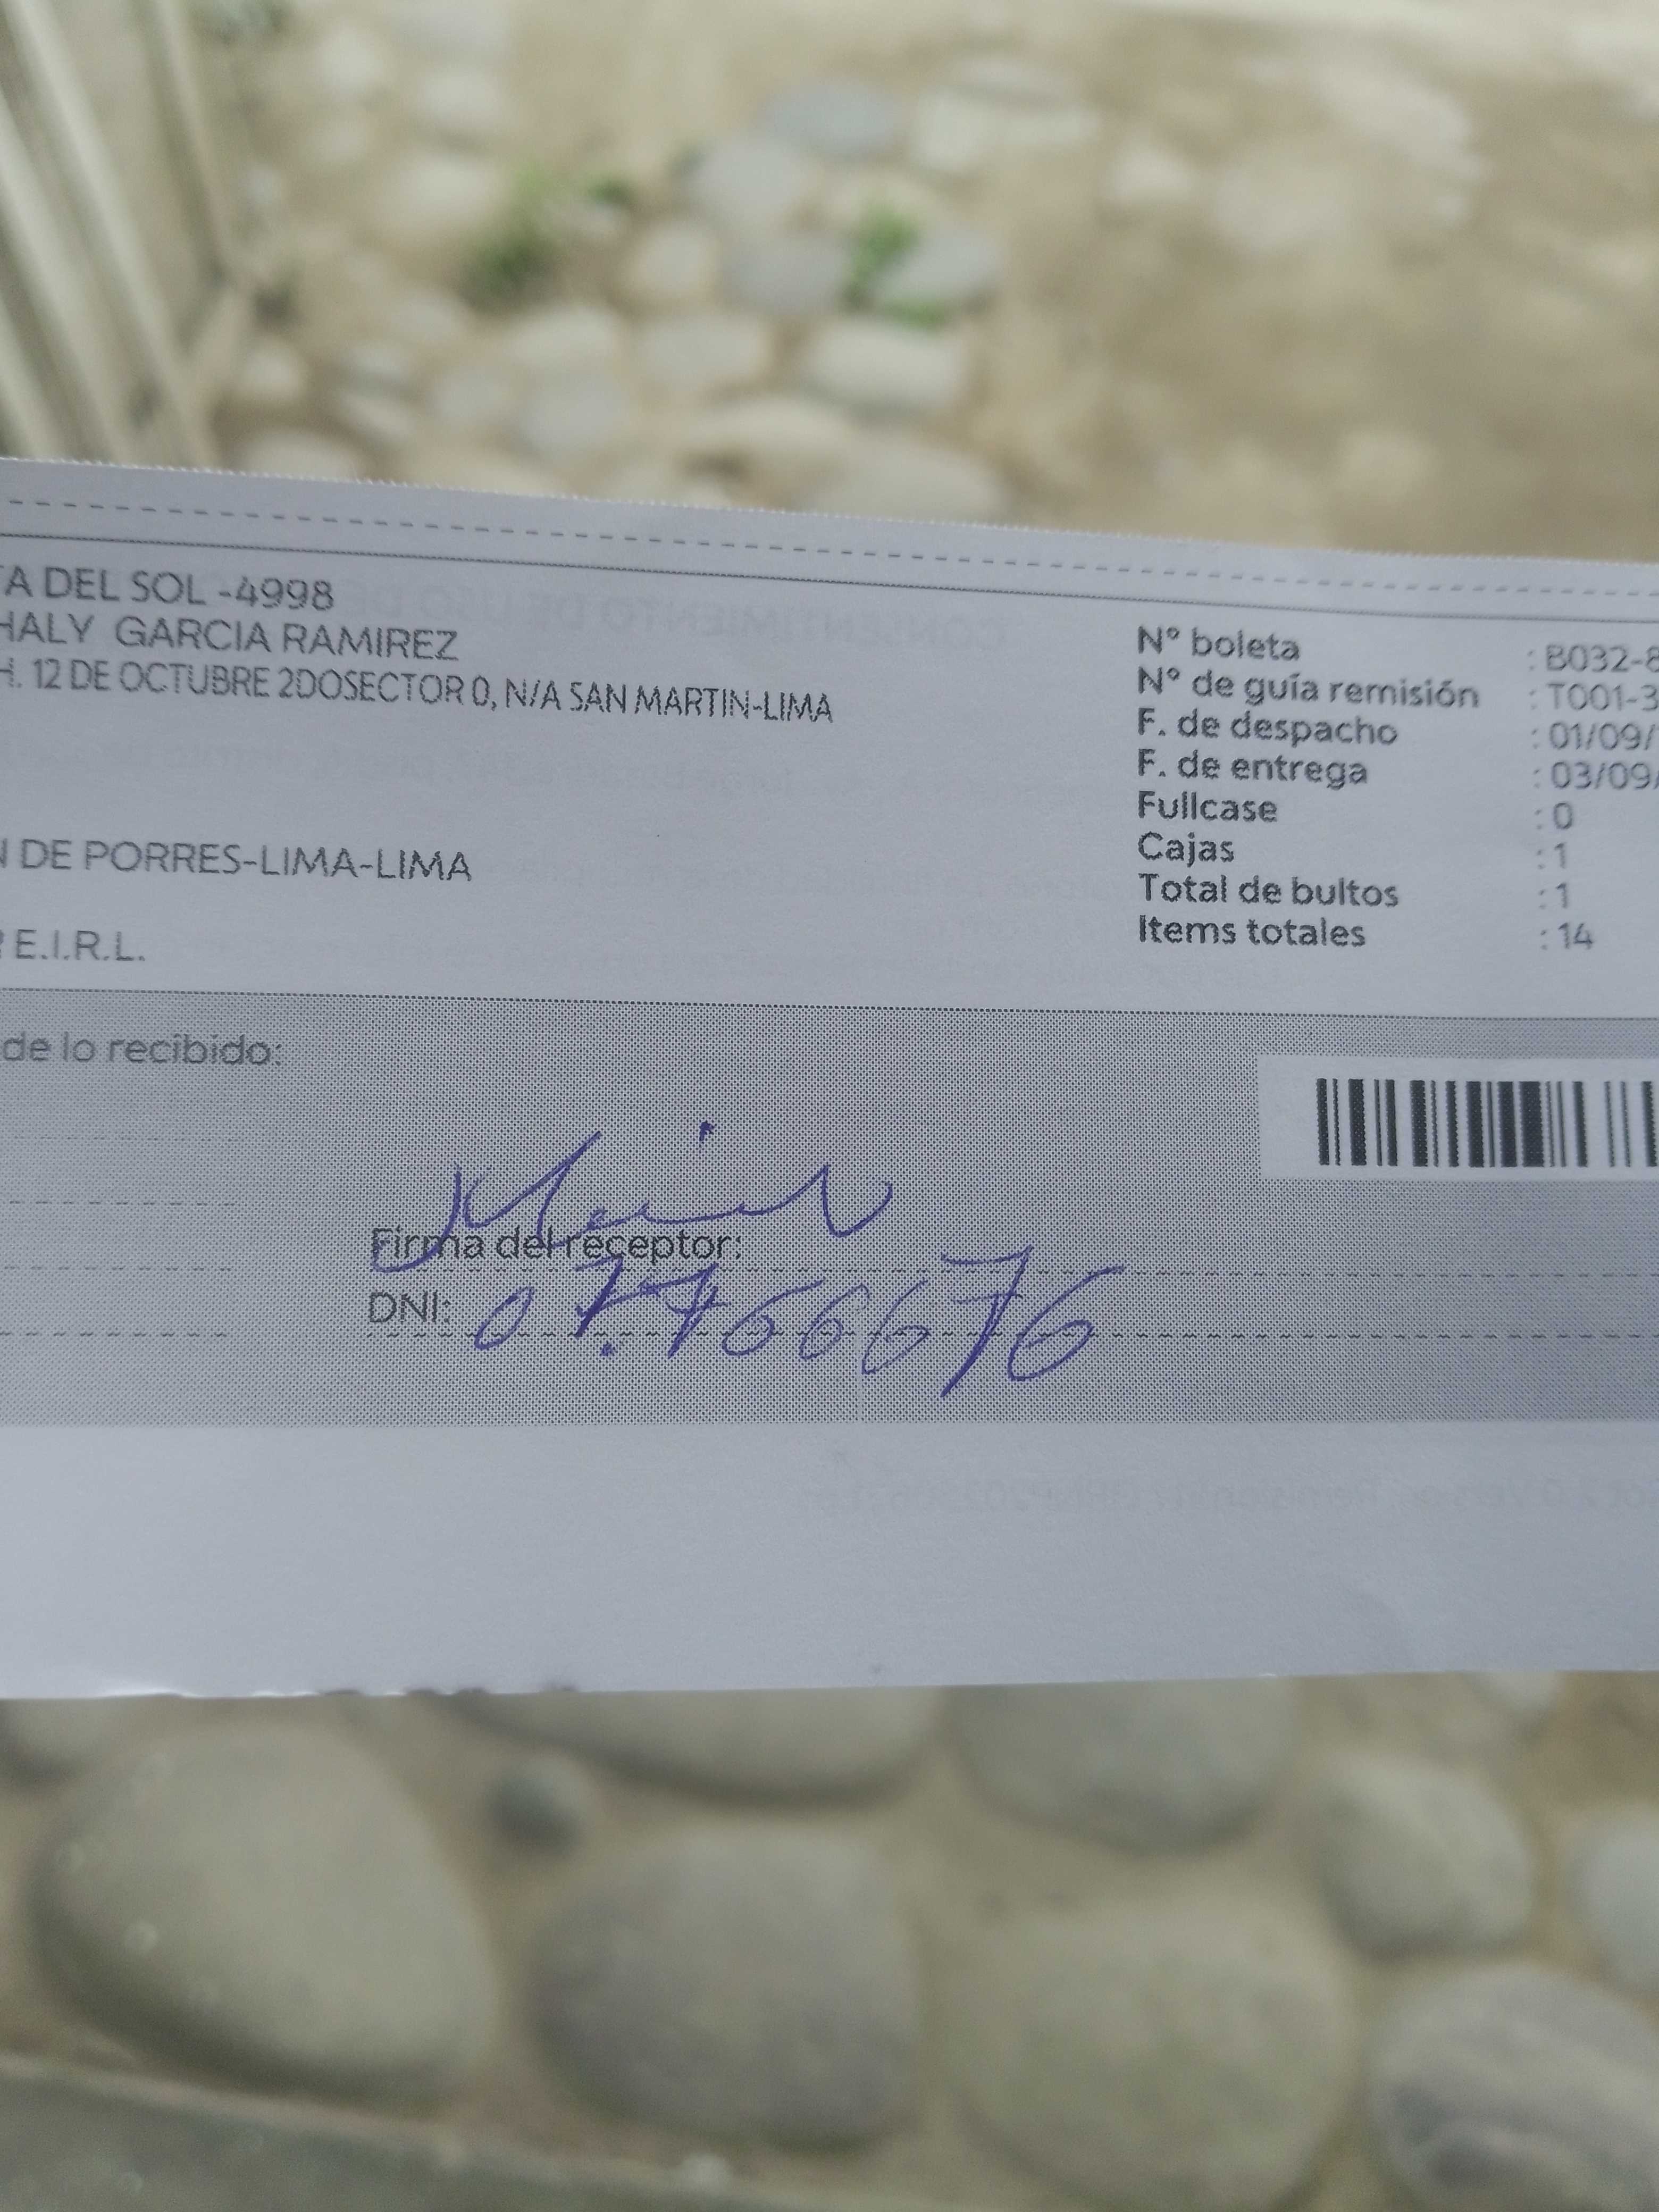 TA DEL SOL -4998
HALY GARCIA RAMIREZ
H. 12 DE OCTUBRE 2DOSECTOR 0, N/A SAN MARTIN-LIMA
N DE PORRES-LIMA-LIMA
E.I.R.L.
N° boleta : B032-8
N° de guía remisión : T001-3
F. de despacho : 01/09/
F. de entrega : 03/09/
Fullcase : 0
Cajas : 1
Total de bultos : 1
Items totales : 14
de lo recibido:
Firma del receptor:
DNI: 07766676